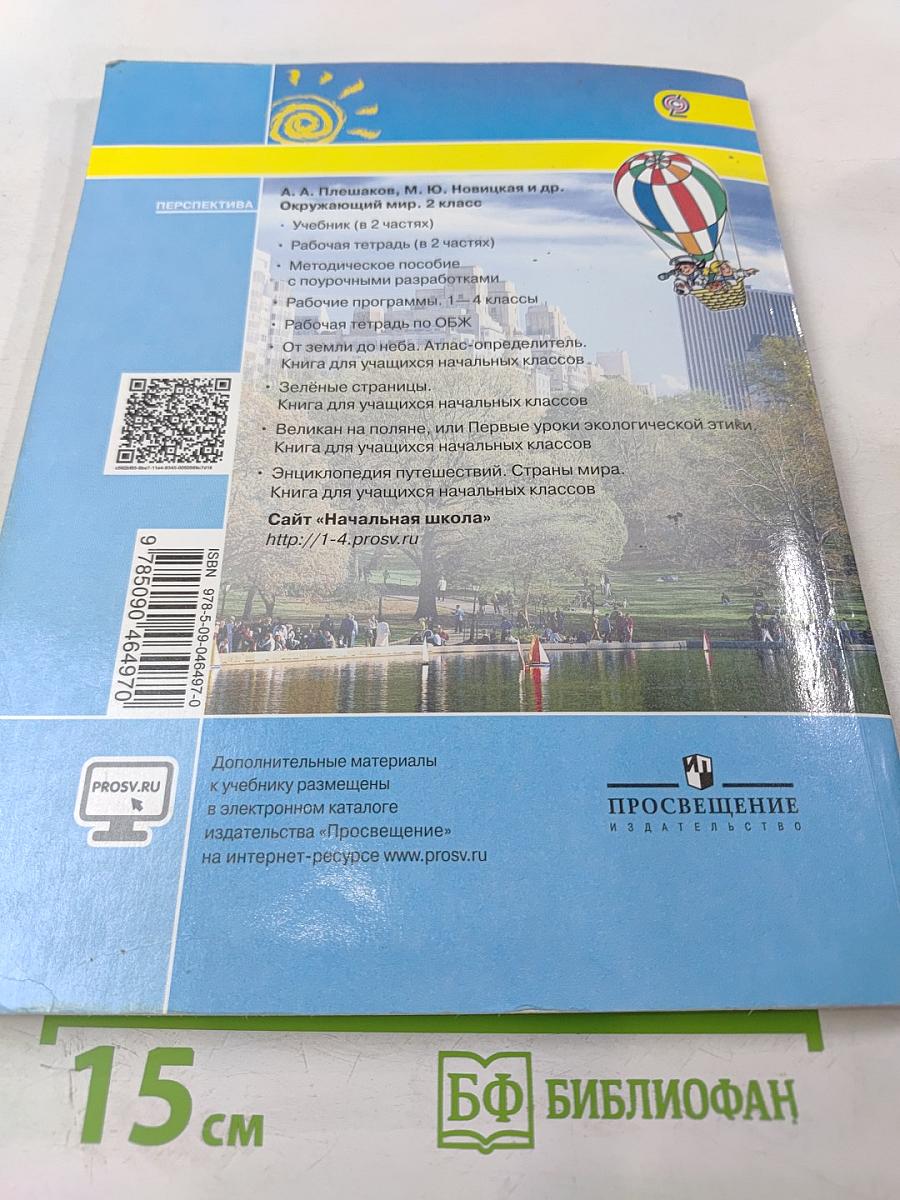 ПЕРСПЕКТИВА
А. А. Плешаков, М. Ю. Новицкая и др.
Окружающий мир. 2 класс
• Учебник (в 2 частях)
• Рабочая тетрадь (в 2 частях)
• Методическое пособие
с поурочными разработками
• Рабочие программы. 1—4 классы
• Рабочая тетрадь по ОБЖ
• От земли до неба. Атлас-определитель.
Книга для учащихся начальных классов
• Зелёные страницы.
Книга для учащихся начальных классов
• Великан на поляне, или Первые уроки экологической этики.
Книга для учащихся начальных классов
• Энциклопедия путешествий. Страны мира.
Книга для учащихся начальных классов
Сайт «Начальная школа»
http://1-4.prosv.ru
ISBN 978-5-09-046497-0
9 785090 464970
PROSV.RU
Дополнительные материалы
к учебнику размещены
в электронном каталоге
издательства «Просвещение»
на интернет-ресурсе www.prosv.ru
ПРОСВЕЩЕНИЕ
ИЗДАТЕЛЬСТВО
15 см
БФ БИБЛИОФАН